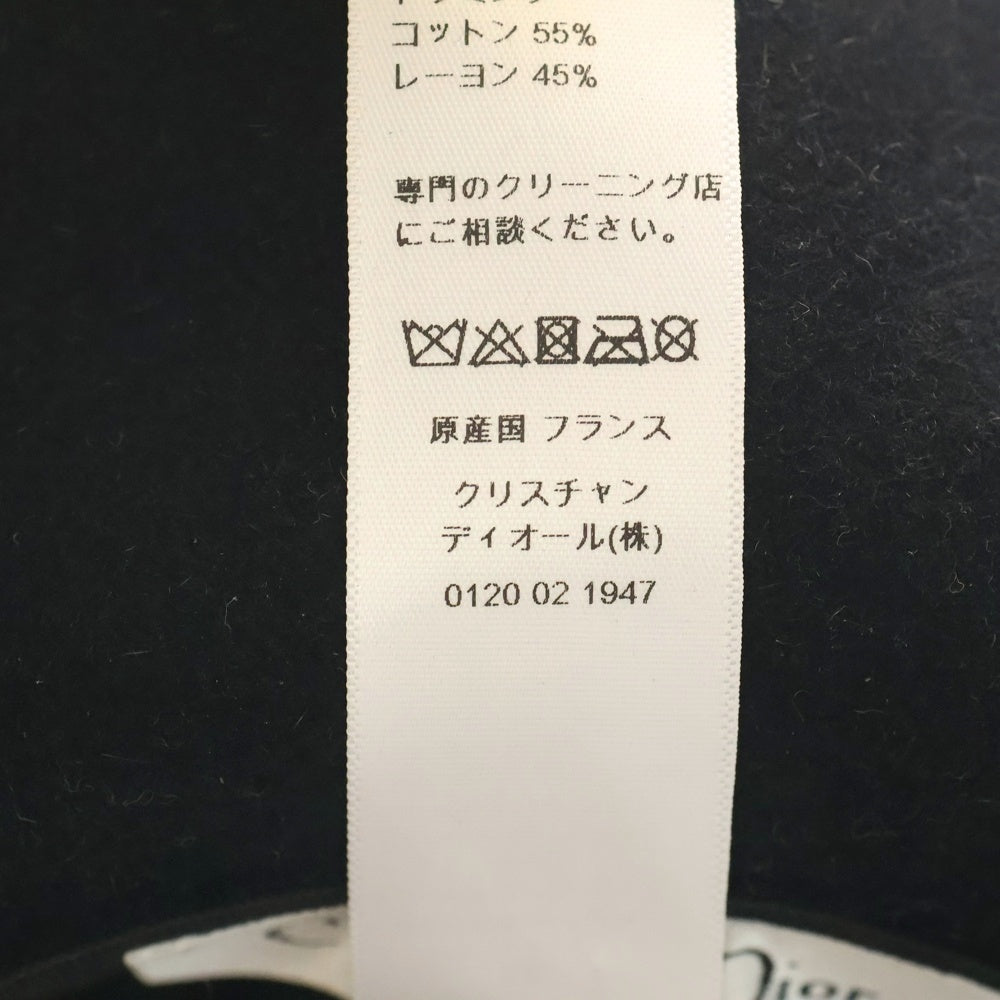 コットン 55%
レーヨン 45%
専門のクリーニング店
にご相談ください。
原産国 フランス
クリスチャン
ディオール(株)
0120 02 1947
Dior